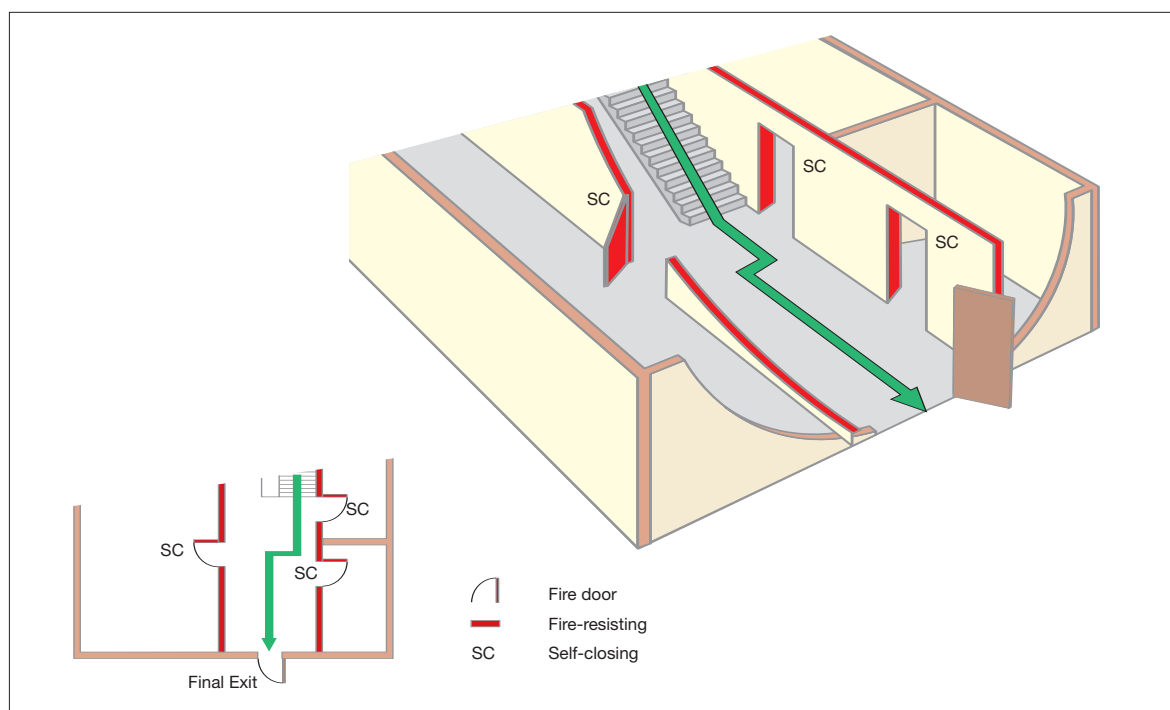 SC
SC
SC
SC
SC
SC
Final Exit
Fire door
Fire-resisting
SC Self-closing